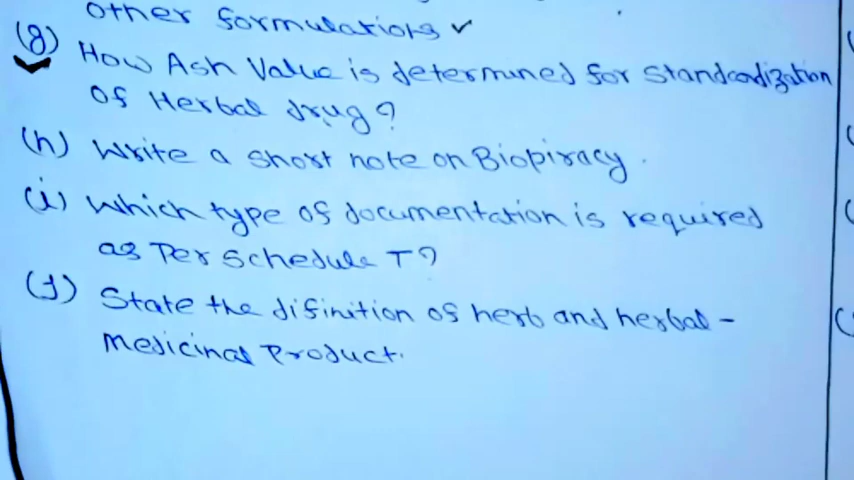 other formulations ✓
(g) How Ash Value is determined for standardization
of Herbal drug?
(h) Write a short note on Biopiracy.
(i) Which type of documentation is required
as Per Schedule T?
(J) State the difinition of herb and herbal -
medicinal Product.